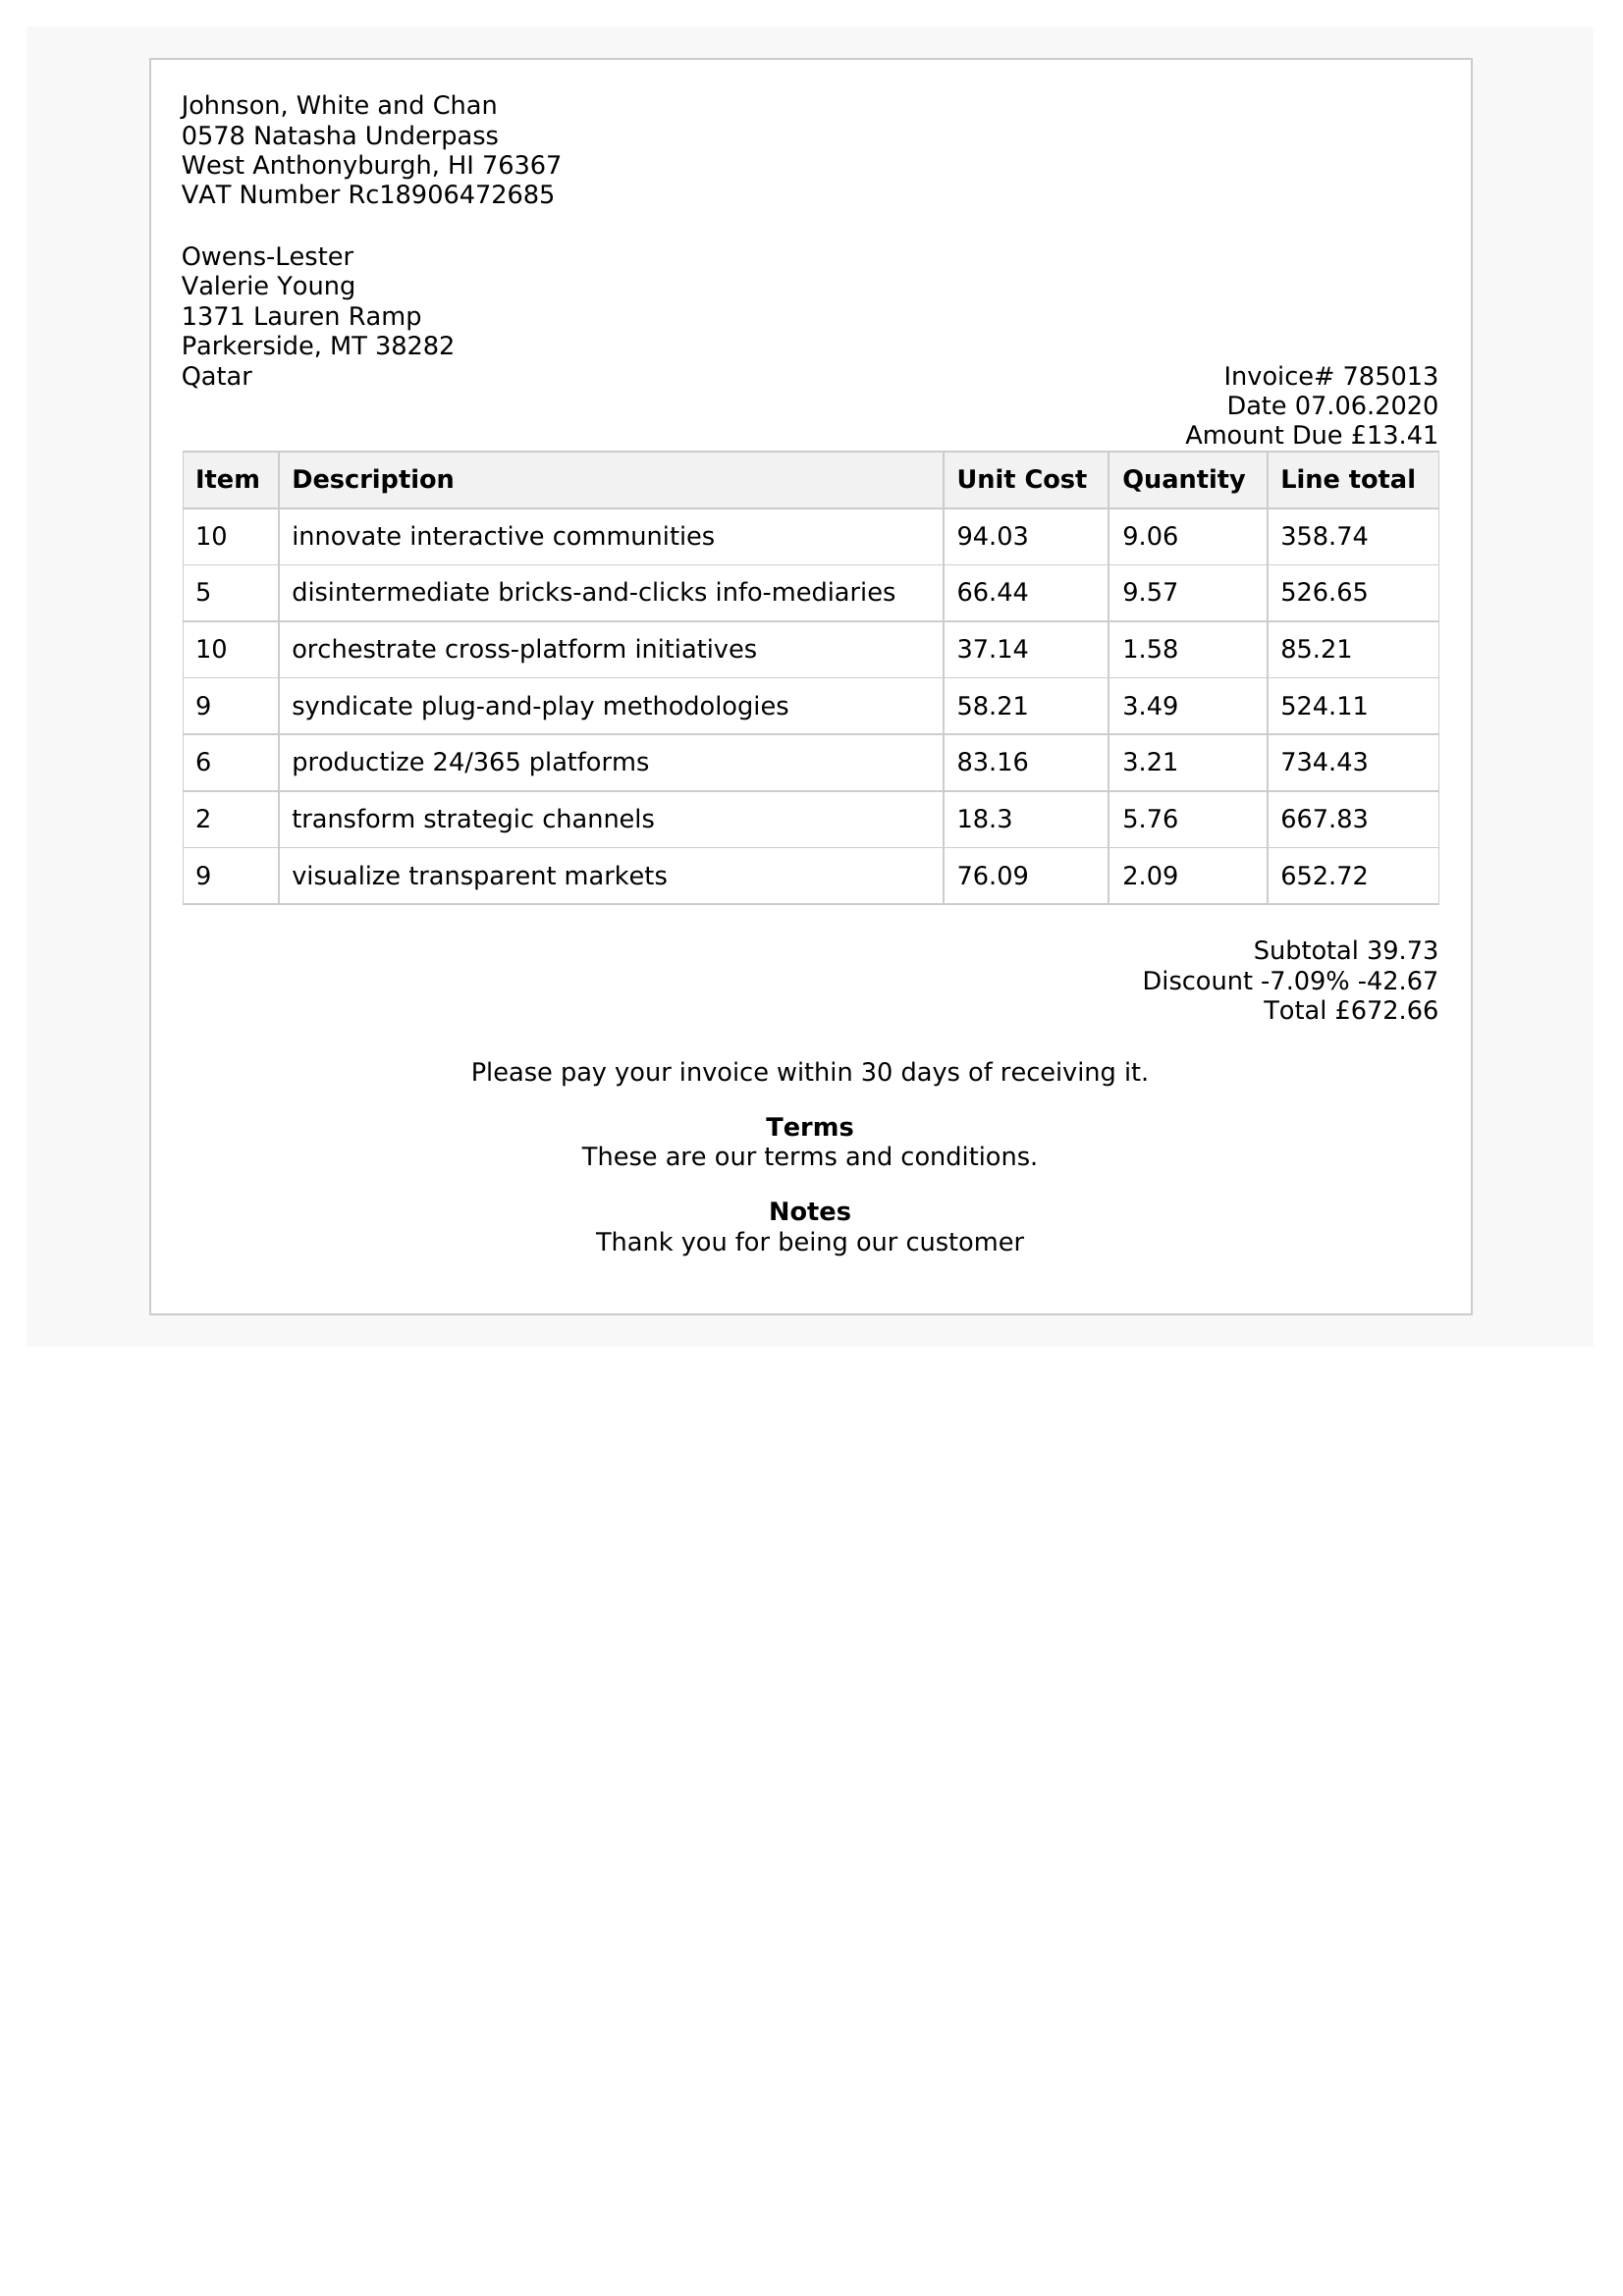 Johnson, White and Chan
0578 Natasha Underpass
West Anthonyburgh, HI 76367
VAT Number Rc18906472685
Owens-Lester
Valerie Young
1371 Lauren Ramp
Parkerside, MT 38282
Qatar
Invoice# 785013
Date 07.06.2020
Amount Due £13.41
Item Description Unit Cost Quantity Line total
10 innovate interactive communities 94.03 9.06 358.74
5 disintermediate bricks-and-clicks info-mediaries 66.44 9.57 526.65
10 orchestrate cross-platform initiatives 37.14 1.58 85.21
9 syndicate plug-and-play methodologies 58.21 3.49 524.11
6 productize 24/365 platforms 83.16 3.21 734.43
2 transform strategic channels 18.3 5.76 667.83
9 visualize transparent markets 76.09 2.09 652.72
Subtotal 39.73
Discount -7.09% -42.67
Total £672.66
Please pay your invoice within 30 days of receiving it.
Terms
These are our terms and conditions.
Notes
Thank you for being our customer